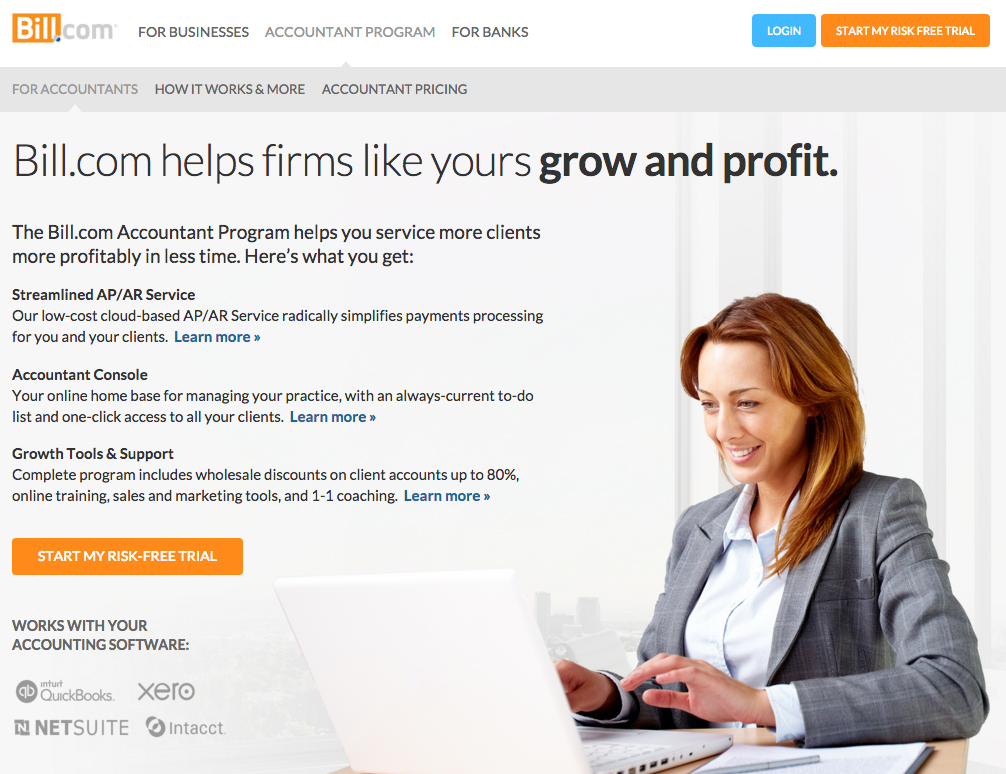 Bill.com
FOR BUSINESSES
ACCOUNTANT PROGRAM
FOR BANKS
LOGIN
START MY RISK FREE TRIAL
FOR ACCOUNTANTS
HOW IT WORKS & MORE
ACCOUNTANT PRICING
Bill.com helps firms like yours grow and profit.
The Bill.com Accountant Program helps you service more clients
more profitably in less time. Here’s what you get:
Streamlined AP/AR Service
Our low-cost cloud-based AP/AR Service radically simplifies payments processing
for you and your clients. Learn more »
Accountant Console
Your online home base for managing your practice, with an always-current to-do
list and one-click access to all your clients. Learn more »
Growth Tools & Support
Complete program includes wholesale discounts on client accounts up to 80%,
online training, sales and marketing tools, and 1-1 coaching. Learn more »
START MY RISK-FREE TRIAL
WORKS WITH YOUR
ACCOUNTING SOFTWARE:
qb intuit QuickBooks.
xero
N NETSUITE
Intacct.